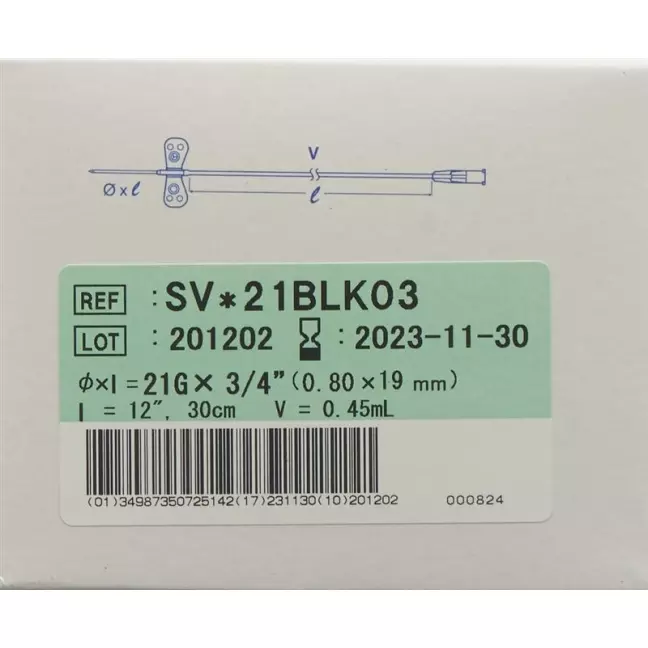 V
Ø x ℓ
ℓ
REF : SV*21BLK03
LOT : 201202 : 2023-11-30
φ×l = 21G× 3/4" (0.80×19 mm)
l = 12", 30cm V = 0.45mL
(01)34987350725142(17)231130(10)201202
000824